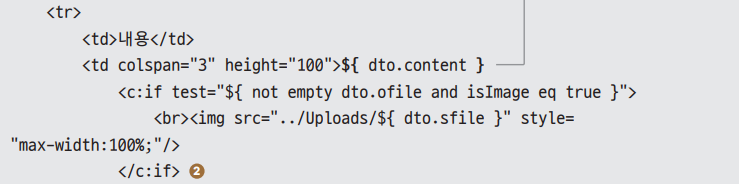 <tr>
<td>내용</td>
<td colspan="3" height="100">${ dto.content }
<c:if test="${ not empty dto.ofile and isImage eq true }">
<br><img src="../Uploads/${ dto.sfile }" style=
"max-width:100%;"/>
</c:if> 2